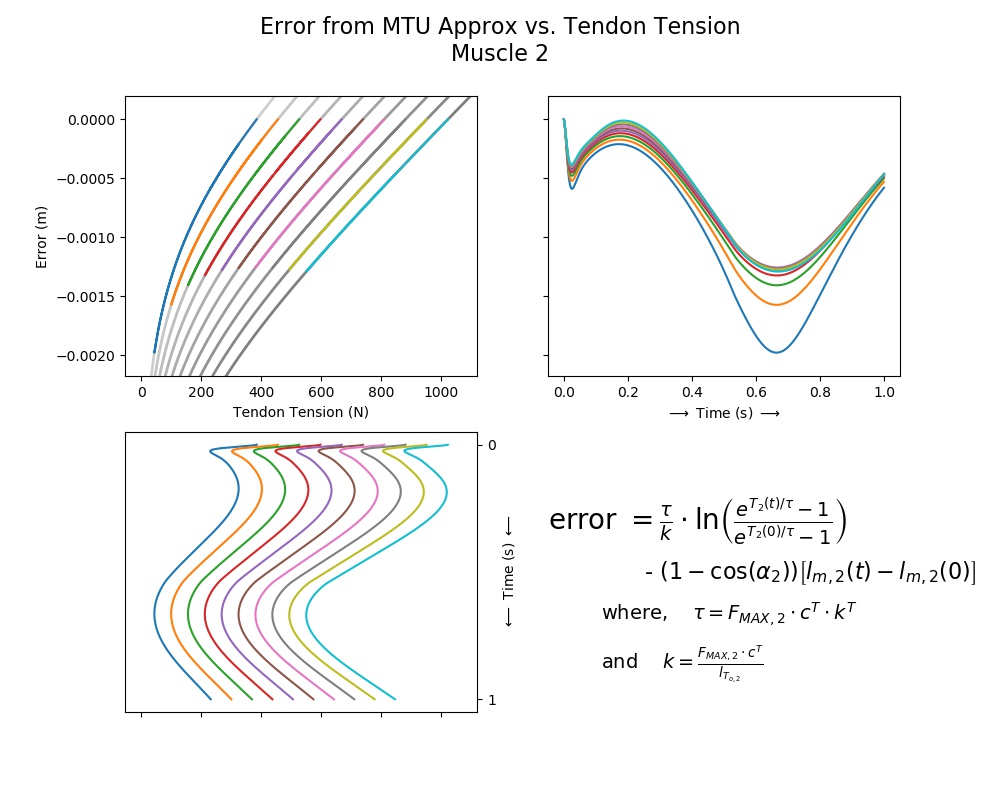 Error from MTU Approx vs. Tendon Tension
Muscle 2
0.0000
−0.0005
−0.0010
−0.0015
−0.0020
Error (m)
0 200 400 600 800 1000
Tendon Tension (N)
0.0 0.2 0.4 0.6 0.8 1.0
⟶ Time (s) ⟶
0
1
⟵ Time (s) ⟵
error = \frac{τ}{k} · ln(\frac{e^{T_2(t)/τ} − 1}{e^{T_2(0)/τ} − 1})
- (1 − cos(α_2))[l_{m,2}(t) − l_{m,2}(0)]
where, τ = F_{MAX,2} · c^T · k^T
and k = \frac{F_{MAX,2} · c^T}{l_{T_{o,2}}}